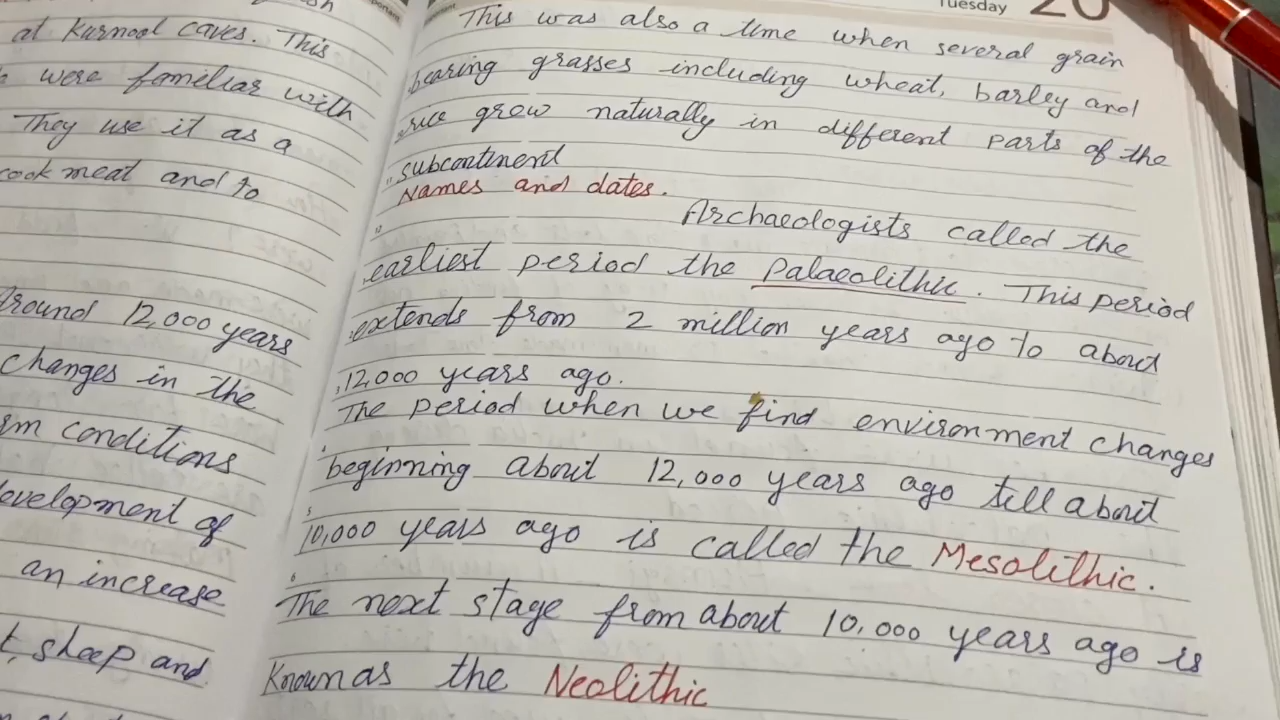 at Kurnool caves. This
were familiar with
They use it as a
cook meat and to
Around 12,000 years
changes in the
conditions
development of
an increase
sheep and
Tuesday 20
This was also a time when several grain
bearing grasses including wheat, barley and
rice grow naturally in different parts of the
subcontinent
Names and dates.
Archaeologists called the
earliest period the Palaeolithic. This period
extends from 2 million years ago to about
12,000 years ago.
The period when we find environment changes
beginning about 12,000 years ago till about
10,000 years ago is called the Mesolithic.
The next stage from about 10,000 years ago is
Known as the Neolithic